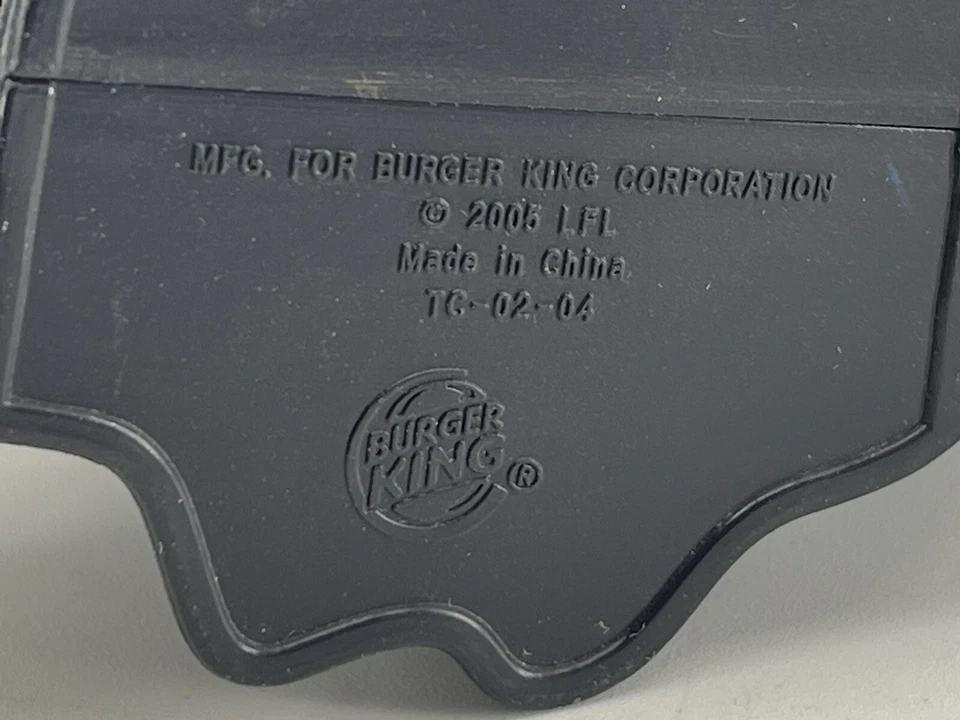 MFG. FOR BURGER KING CORPORATION
© 2005 LFL
Made in China
TC-02-04
BURGER
KING®